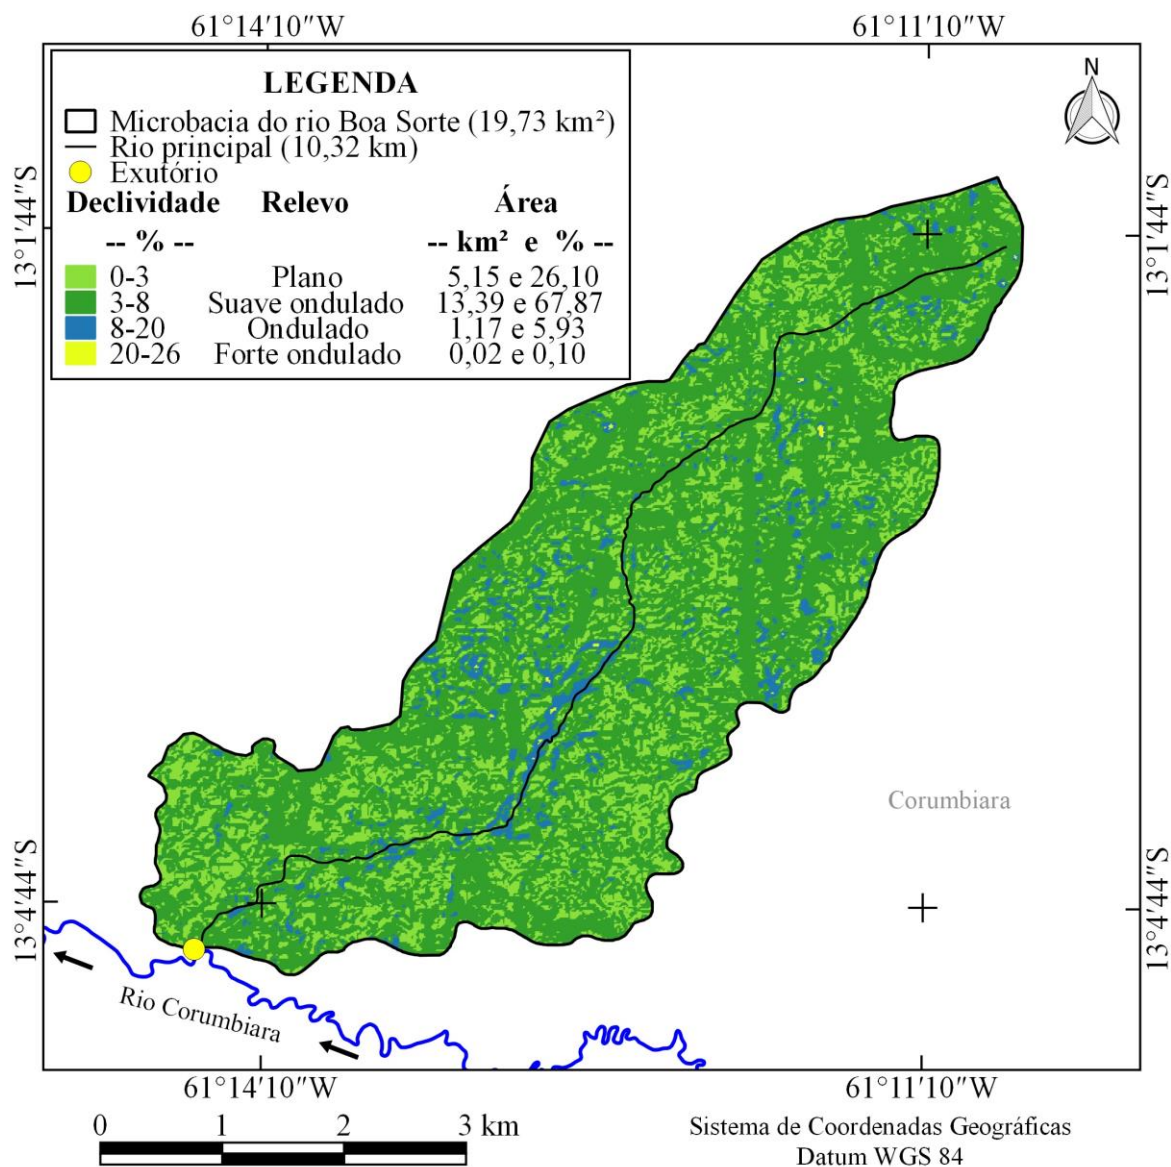 61°14′10″W 61°11′10″W
N
LEGENDA
Microbacia do rio Boa Sorte (19,73 km²)
Rio principal (10,32 km)
Exutório
Declividade Relevo Área
-- % -- -- km² e % --
0-3 Plano 5,15 e 26,10
3-8 Suave ondulado 13,39 e 67,87
8-20 Ondulado 1,17 e 5,93
20-26 Forte ondulado 0,02 e 0,10
13°1′44″S 13°1′44″S
Corumbiara
13°4′44″S 13°4′44″S
Rio Corumbiara
61°14′10″W 61°11′10″W
0 1 2 3 km
Sistema de Coordenadas Geográficas
Datum WGS 84